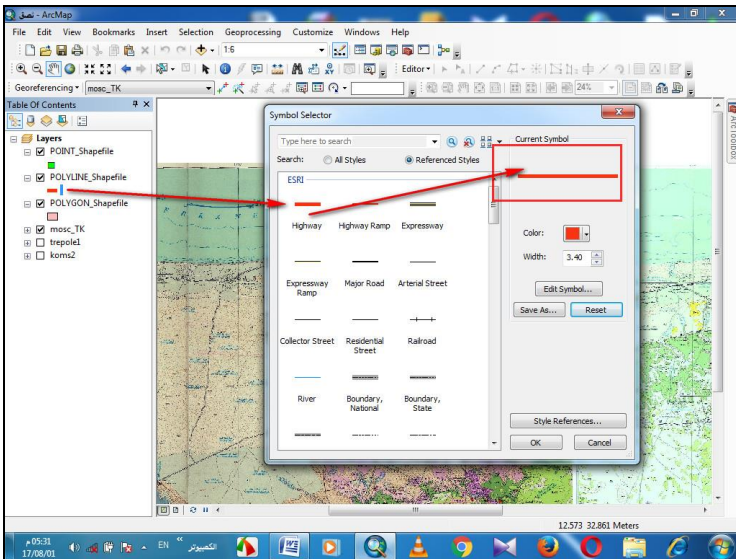 نصق - ArcMap
File Edit View Bookmarks Insert Selection Geoprocessing Customize Windows Help
1:6
Editor
Georeferencing mosc_TK
24%
Table Of Contents
Layers
POINT_Shapefile
POLYLINE_Shapefile
POLYGON_Shapefile
mosc_TK
trepole1
koms2
ArcToolbox
Symbol Selector
Type here to search
Search: All Styles Referenced Styles
ESRI
Highway Highway Ramp Expressway
Expressway Ramp Major Road Arterial Street
Collector Street Residential Street Railroad
River Boundary, National Boundary, State
Current Symbol
Color:
Width: 3.40
Edit Symbol...
Save As... Reset
Style References...
OK Cancel
12.573 32.861 Meters
05:31 م
17/08/01
EN
الكمبيوتر